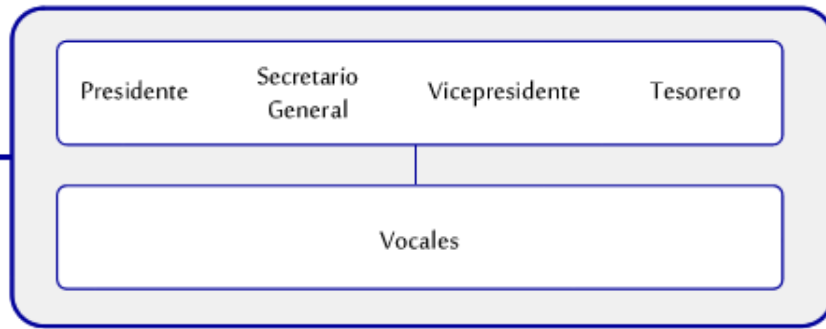 Presidente
Secretario
General
Vicepresidente
Tesorero
Vocales